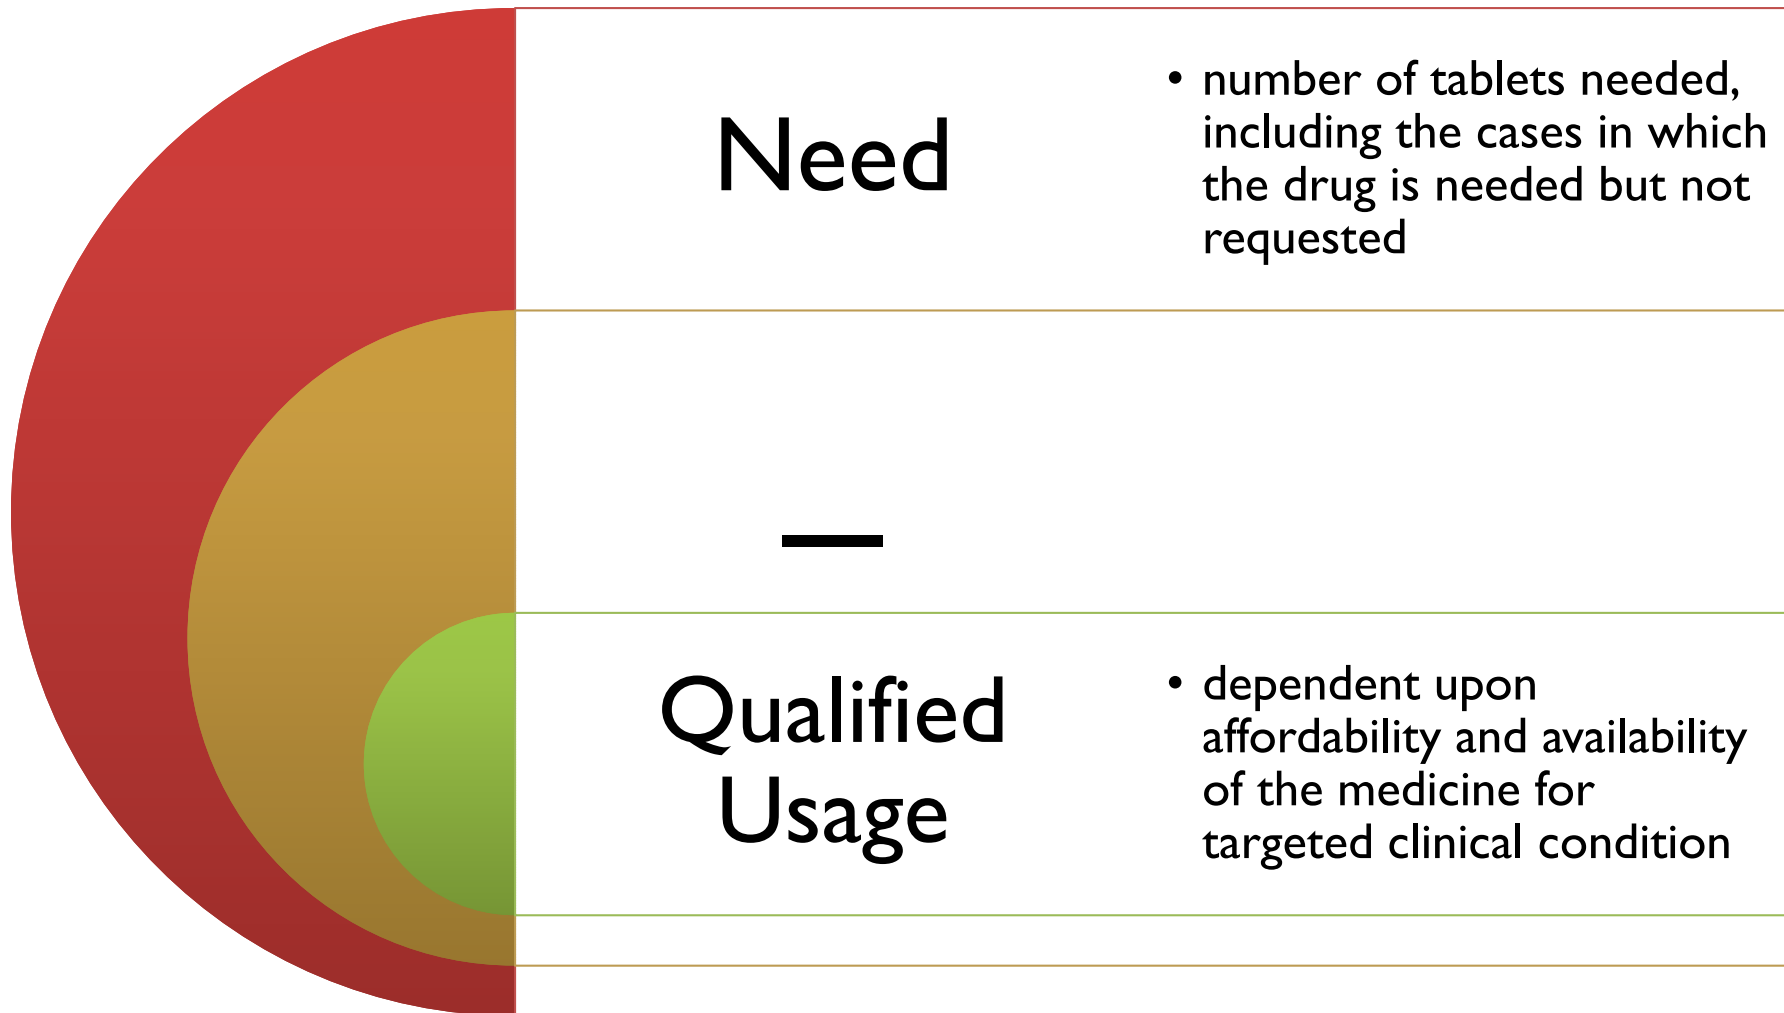 Need
• number of tablets needed,
including the cases in which
the drug is needed but not
requested
_
Qualified
Usage
• dependent upon
affordability and availability
of the medicine for
targeted clinical condition